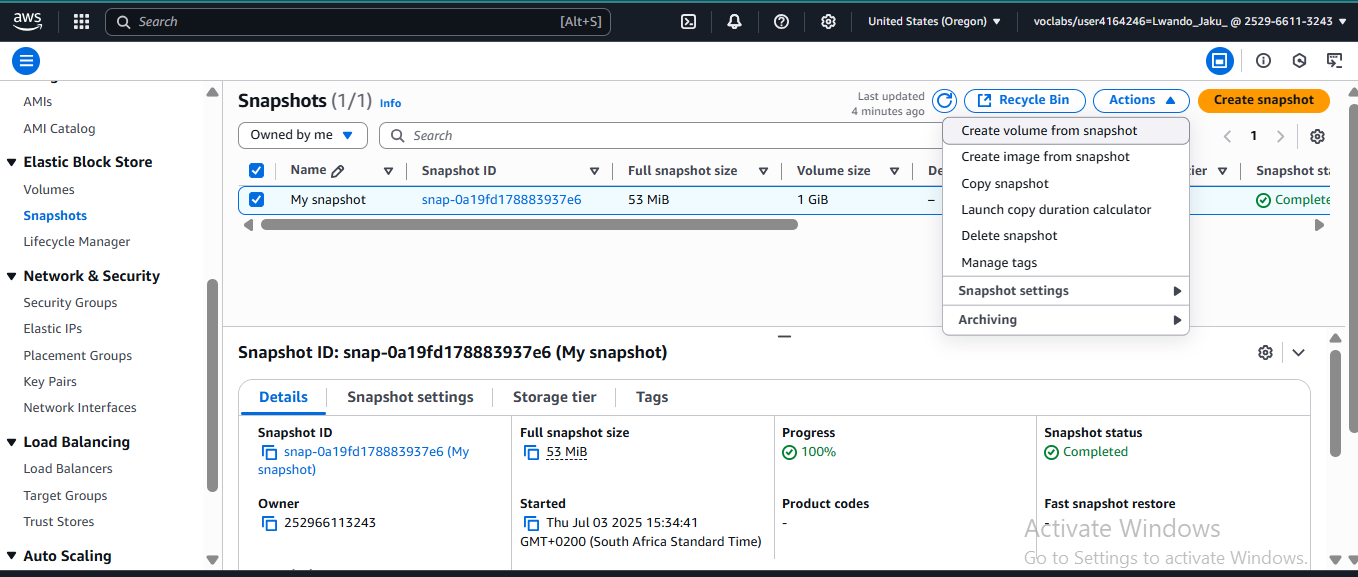 aws
Search [Alt+S]
United States (Oregon)
voclabs/user4164246=Lwando_Jaku_ @ 2529-6611-3243
AMIs
AMI Catalog
Elastic Block Store
Volumes
Snapshots
Lifecycle Manager
Network & Security
Security Groups
Elastic IPs
Placement Groups
Key Pairs
Network Interfaces
Load Balancing
Load Balancers
Target Groups
Trust Stores
Auto Scaling
Snapshots (1/1) Info
Last updated
4 minutes ago
Recycle Bin
Actions
Create snapshot
Owned by me
Search
1
Name Snapshot ID Full snapshot size Volume size De ier Snapshot sta
My snapshot snap-0a19fd178883937e6 53 MiB 1 GiB – Complete
Create volume from snapshot
Create image from snapshot
Copy snapshot
Launch copy duration calculator
Delete snapshot
Manage tags
Snapshot settings
Archiving
Snapshot ID: snap-0a19fd178883937e6 (My snapshot)
Details Snapshot settings Storage tier Tags
Snapshot ID
snap-0a19fd178883937e6 (My
snapshot)
Full snapshot size
53 MiB
Progress
100%
Snapshot status
Completed
Owner
252966113243
Started
Thu Jul 03 2025 15:34:41
GMT+0200 (South Africa Standard Time)
Product codes
-
Fast snapshot restore
-
Activate Windows
Go to Settings to activate Windows.